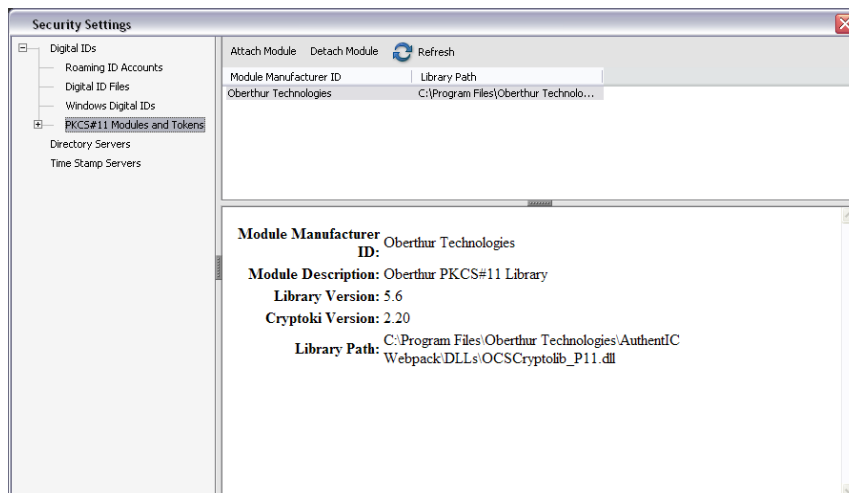 Security Settings
Digital IDs
Roaming ID Accounts
Digital ID Files
Windows Digital IDs
PKCS#11 Modules and Tokens
Directory Servers
Time Stamp Servers
Attach Module Detach Module Refresh
Module Manufacturer ID Library Path
Oberthur Technologies C:\Program Files\Oberthur Technolo...
Module Manufacturer
ID: Oberthur Technologies
Module Description: Oberthur PKCS#11 Library
Library Version: 5.6
Cryptoki Version: 2.20
Library Path: C:\Program Files\Oberthur Technologies\AuthentIC
Webpack\DLLs\OCSCryptolib_P11.dll